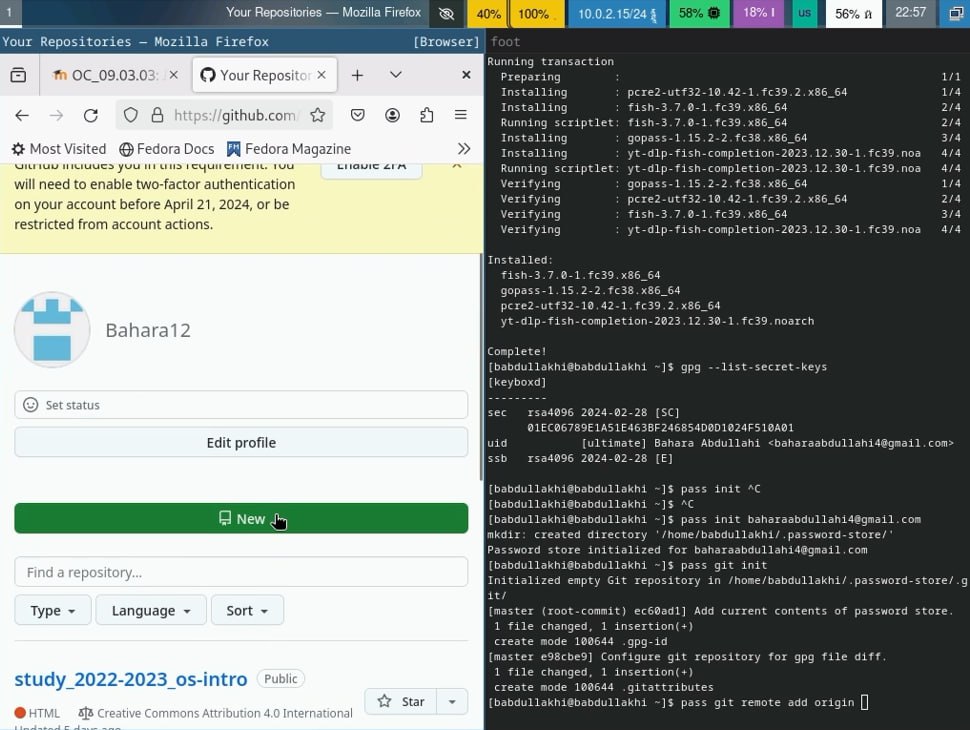 1 Your Repositories — Mozilla Firefox 40% 100% 10.0.2.15/24 58% 18% us 56% 22:57
Your Repositories — Mozilla Firefox [Browser]
OC_09.03.03: Your Repositor
https://github.com/
Most Visited Fedora Docs Fedora Magazine
GitHub includes you in this requirement. You
will need to enable two-factor authentication
on your account before April 21, 2024, or be
restricted from account actions.
Enable 2FA
Bahara12
Set status
Edit profile
New
Find a repository...
Type Language Sort
study_2022-2023_os-intro Public
Star
HTML Creative Commons Attribution 4.0 International
Updated 5 days ago
foot
Running transaction
  Preparing        :                                              1/1
  Installing       : pcre2-utf32-10.42-1.fc39.2.x86_64            1/4
  Installing       : fish-3.7.0-1.fc39.x86_64                     2/4
  Running scriptlet: fish-3.7.0-1.fc39.x86_64                     2/4
  Installing       : gopass-1.15.2-2.fc38.x86_64                  3/4
  Installing       : yt-dlp-fish-completion-2023.12.30-1.fc39.noa 4/4
  Running scriptlet: yt-dlp-fish-completion-2023.12.30-1.fc39.noa 4/4
  Verifying        : gopass-1.15.2-2.fc38.x86_64                  1/4
  Verifying        : pcre2-utf32-10.42-1.fc39.2.x86_64            2/4
  Verifying        : fish-3.7.0-1.fc39.x86_64                     3/4
  Verifying        : yt-dlp-fish-completion-2023.12.30-1.fc39.noa 4/4
Installed:
  fish-3.7.0-1.fc39.x86_64
  gopass-1.15.2-2.fc38.x86_64
  pcre2-utf32-10.42-1.fc39.2.x86_64
  yt-dlp-fish-completion-2023.12.30-1.fc39.noarch
Complete!
[babdullakhi@babdullakhi ~]$ gpg --list-secret-keys
[keyboxd]
---------
sec   rsa4096 2024-02-28 [SC]
      01EC06789E1A51E463BF246854D0D1024F510A01
uid           [ultimate] Bahara Abdullahi <baharaabdullahi4@gmail.com>
ssb   rsa4096 2024-02-28 [E]
[babdullakhi@babdullakhi ~]$ pass init ^C
[babdullakhi@babdullakhi ~]$ ^C
[babdullakhi@babdullakhi ~]$ pass init baharaabdullahi4@gmail.com
mkdir: created directory '/home/babdullakhi/.password-store/'
Password store initialized for baharaabdullahi4@gmail.com
[babdullakhi@babdullakhi ~]$ pass git init
Initialized empty Git repository in /home/babdullakhi/.password-store/.g
it/
[master (root-commit) ec60ad1] Add current contents of password store.
 1 file changed, 1 insertion(+)
 create mode 100644 .gpg-id
[master e98cbe9] Configure git repository for gpg file diff.
 1 file changed, 1 insertion(+)
 create mode 100644 .gitattributes
[babdullakhi@babdullakhi ~]$ pass git remote add origin